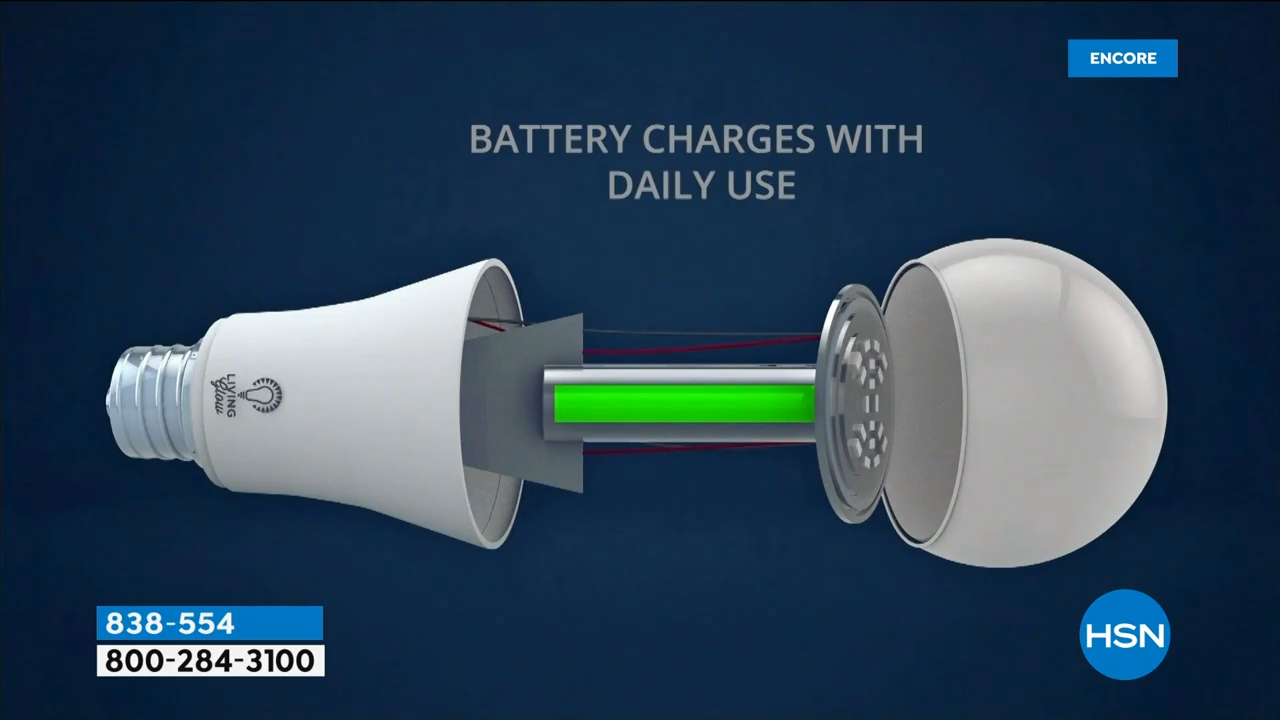 ENCORE
BATTERY CHARGES WITH
DAILY USE
LIVING
glow
838-554
800-284-3100
HSN